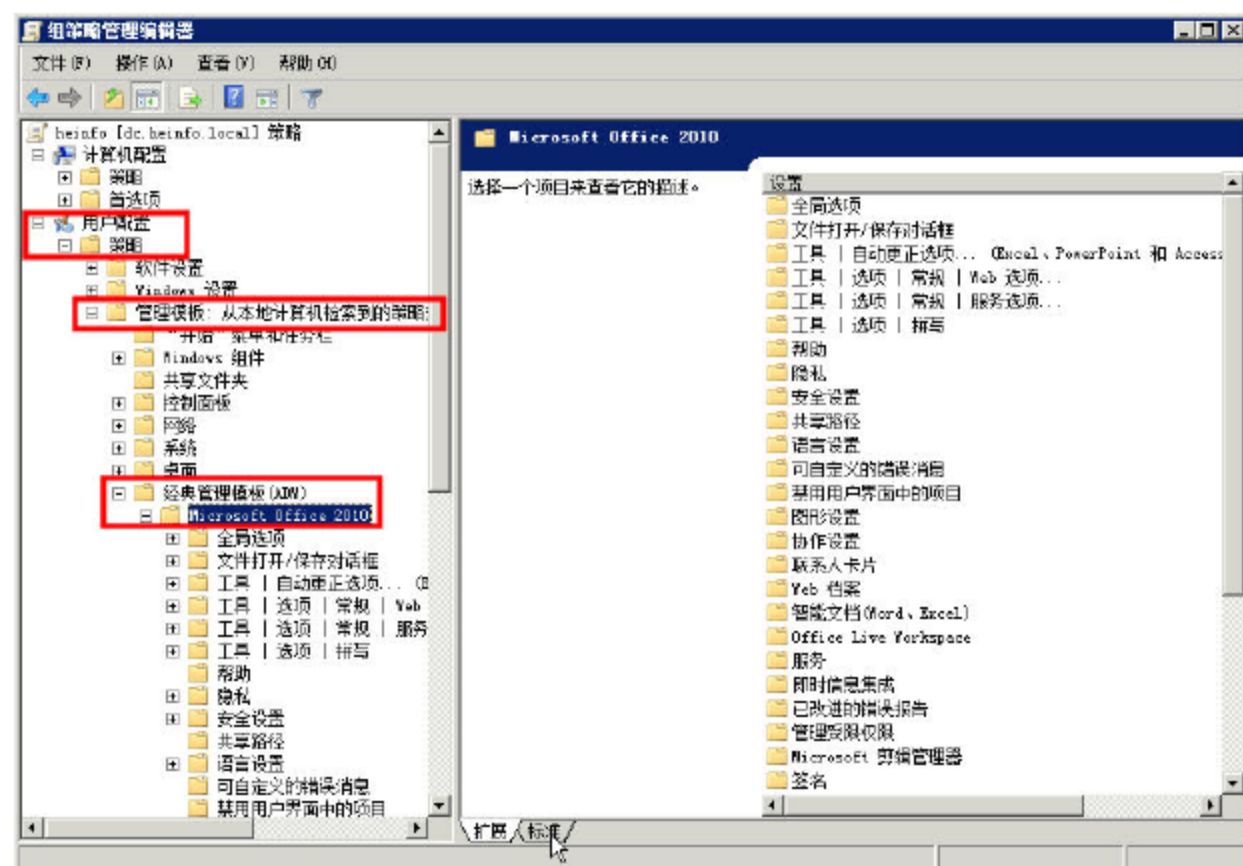 组策略管理编辑器
文件(F) 操作(A) 查看(V) 帮助(H)
heinfo [dc.heinfo.local] 策略
计算机配置
策略
首选项
用户配置
策略
软件设置
Windows 设置
管理模板: 从本地计算机检索到的策略
“开始”菜单和任务栏
Windows 组件
共享文件夹
控制面板
网络
系统
桌面
经典管理模板(ADM)
Microsoft Office 2010
全局选项
文件打开/保存对话框
工具 | 自动更正选项... (E
工具 | 选项 | 常规 | Web
工具 | 选项 | 常规 | 服务
工具 | 选项 | 拼写
帮助
隐私
安全设置
共享路径
语言设置
可自定义的错误消息
禁用用户界面中的项目
Microsoft Office 2010
选择一个项目来查看它的描述。
设置
全局选项
文件打开/保存对话框
工具 | 自动更正选项... (Excel、PowerPoint 和 Access
工具 | 选项 | 常规 | Web 选项...
工具 | 选项 | 常规 | 服务选项...
工具 | 选项 | 拼写
帮助
隐私
安全设置
共享路径
语言设置
可自定义的错误消息
禁用用户界面中的项目
图形设置
协作设置
联系人卡片
Web 档案
智能文档(Word、Excel)
Office Live Workspace
服务
即时信息集成
已改进的错误报告
管理受限权限
Microsoft 剪辑管理器
签名
扩展 标准